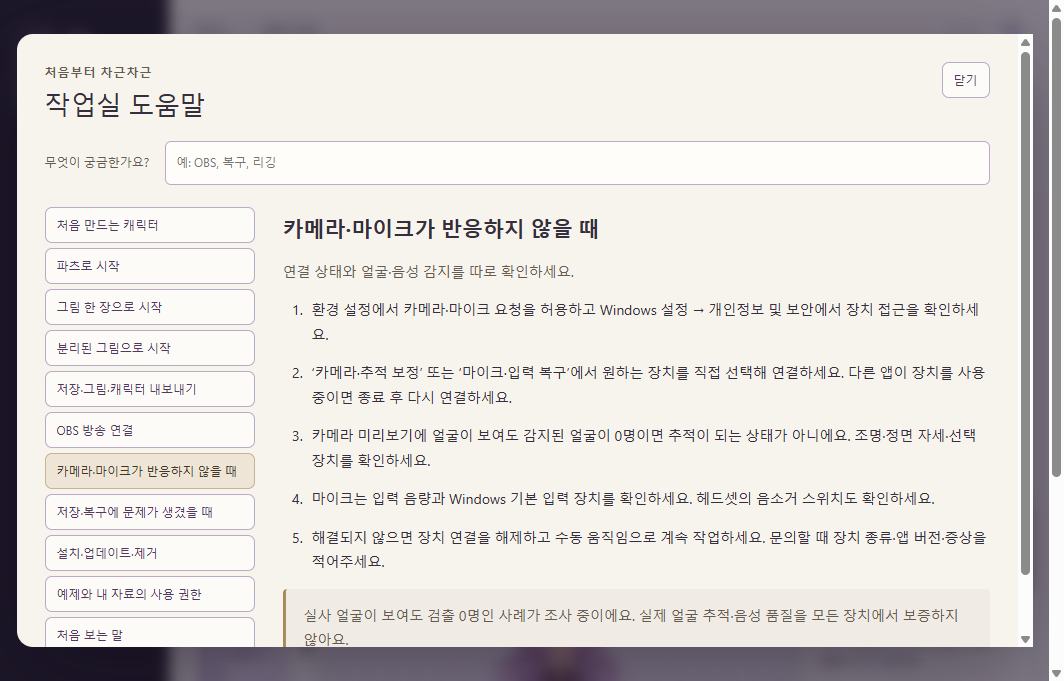 처음부터 차근차근
작업실 도움말
닫기
무엇이 궁금한가요?
예: OBS, 복구, 리깅
처음 만드는 캐릭터
파츠로 시작
그림 한 장으로 시작
분리된 그림으로 시작
저장·그림·캐릭터 내보내기
OBS 방송 연결
카메라·마이크가 반응하지 않을 때
저장·복구에 문제가 생겼을 때
설치·업데이트·제거
예제와 내 자료의 사용 권한
처음 보는 말
카메라·마이크가 반응하지 않을 때
연결 상태와 얼굴·음성 감지를 따로 확인하세요.
1. 환경 설정에서 카메라·마이크 요청을 허용하고 Windows 설정 → 개인정보 및 보안에서 장치 접근을 확인하세
요.
2. ‘카메라·추적 보정’ 또는 ‘마이크·입력 복구’에서 원하는 장치를 직접 선택해 연결하세요. 다른 앱이 장치를 사용
중이면 종료 후 다시 연결하세요.
3. 카메라 미리보기에 얼굴이 보여도 감지된 얼굴이 0명이면 추적이 되는 상태가 아니에요. 조명·정면 자세·선택
장치를 확인하세요.
4. 마이크는 입력 음량과 Windows 기본 입력 장치를 확인하세요. 헤드셋의 음소거 스위치도 확인하세요.
5. 해결되지 않으면 장치 연결을 해제하고 수동 움직임으로 계속 작업하세요. 문의할 때 장치 종류·앱 버전·증상을
적어주세요.
실사 얼굴이 보여도 검출 0명인 사례가 조사 중이에요. 실제 얼굴 추적·음성 품질을 모든 장치에서 보증하지
않아요.